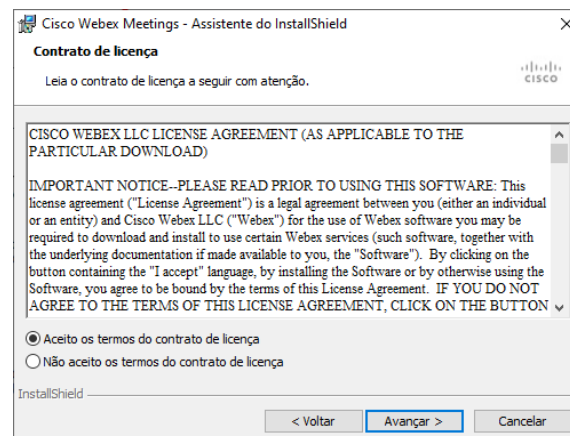 Cisco Webex Meetings - Assistente do InstallShield
Contrato de licença
Leia o contrato de licença a seguir com atenção.
CISCO
CISCO WEBEX LLC LICENSE AGREEMENT (AS APPLICABLE TO THE
PARTICULAR DOWNLOAD)
IMPORTANT NOTICE--PLEASE READ PRIOR TO USING THIS SOFTWARE: This
license agreement ("License Agreement") is a legal agreement between you (either an individual
or an entity) and Cisco Webex LLC ("Webex") for the use of Webex software you may be
required to download and install to use certain Webex services (such software, together with
the underlying documentation if made available to you, the "Software").  By clicking on the
button containing the "I accept" language, by installing the Software or by otherwise using the
Software, you agree to be bound by the terms of this License Agreement.  IF YOU DO NOT
AGREE TO THE TERMS OF THIS LICENSE AGREEMENT, CLICK ON THE BUTTON
Aceito os termos do contrato de licença
Não aceito os termos do contrato de licença
InstallShield
< Voltar
Avançar >
Cancelar